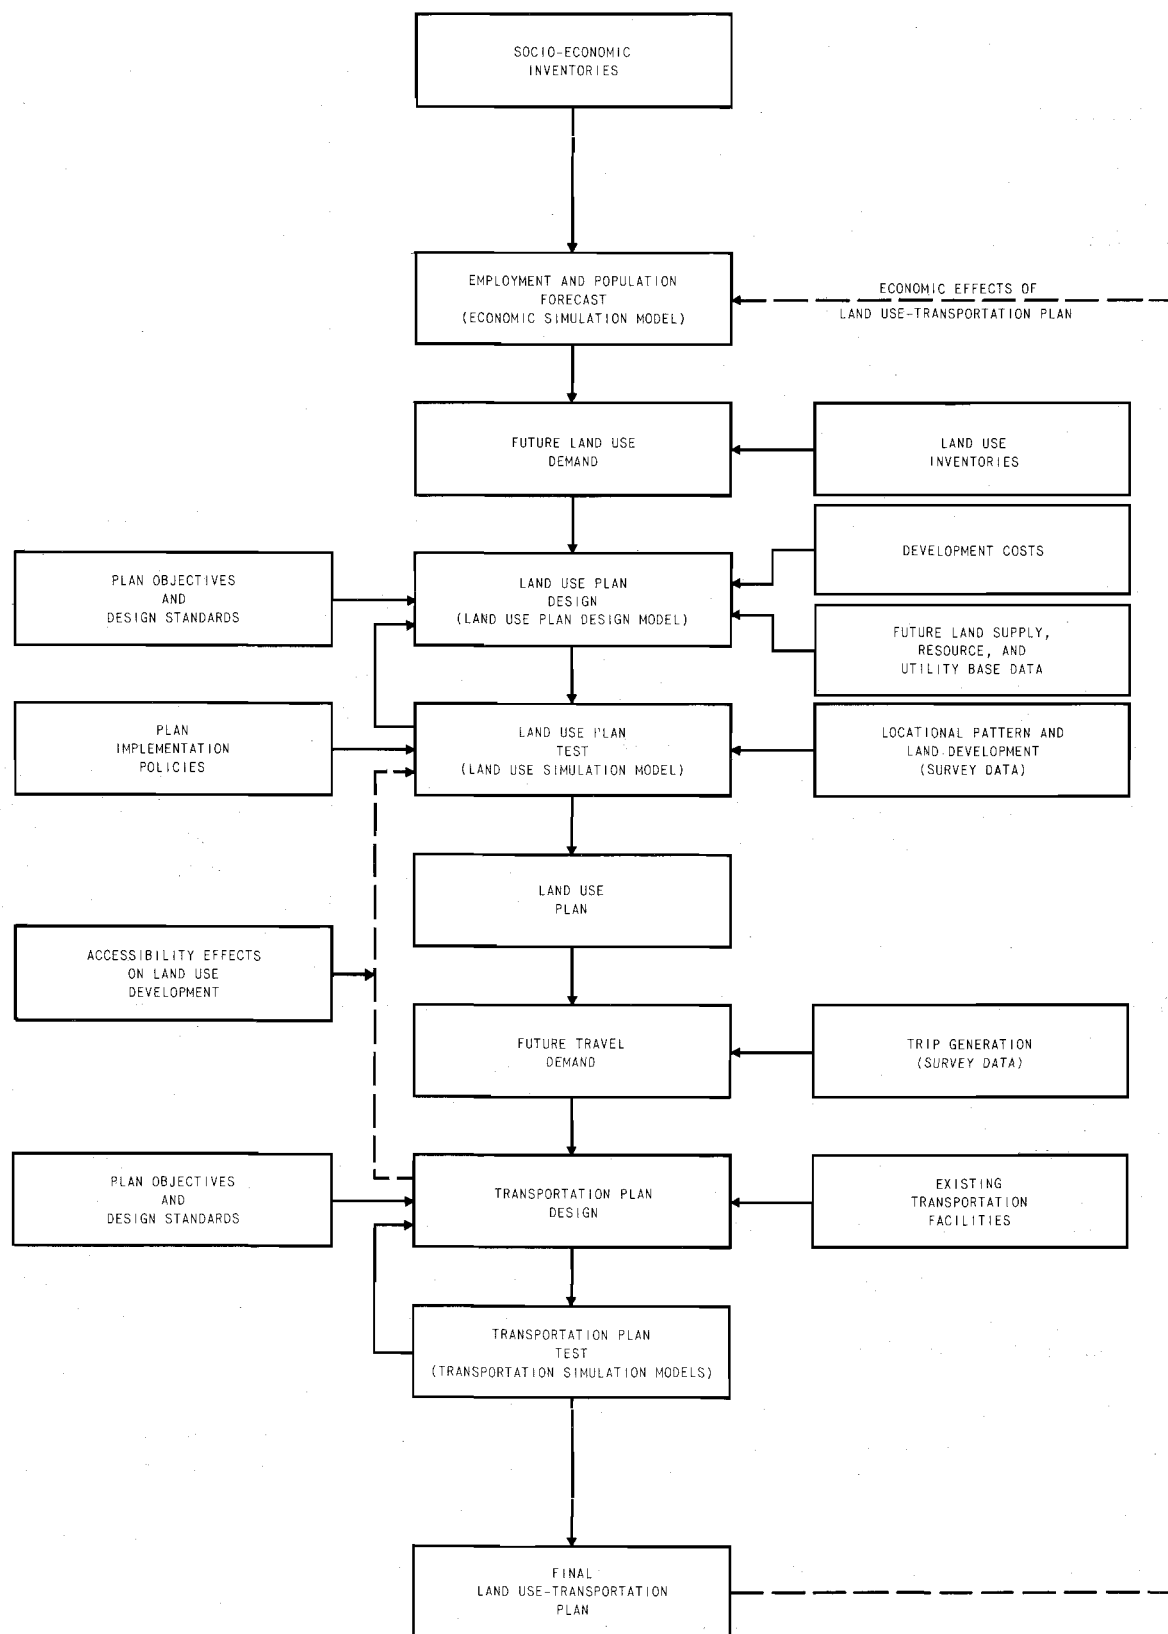 SOCIO-ECONOMIC
INVENTORIES
EMPLOYMENT AND POPULATION
FORECAST
(ECONOMIC SIMULATION MODEL)
ECONOMIC EFFECTS OF
LAND USE-TRANSPORTATION PLAN
FUTURE LAND USE
DEMAND
LAND USE
INVENTORIES
DEVELOPMENT COSTS
PLAN OBJECTIVES
AND
DESIGN STANDARDS
LAND USE PLAN
DESIGN
(LAND USE PLAN DESIGN MODEL)
FUTURE LAND SUPPLY,
RESOURCE, AND
UTILITY BASE DATA
PLAN
IMPLEMENTATION
POLICIES
LAND USE PLAN
TEST
(LAND USE SIMULATION MODEL)
LOCATIONAL PATTERN AND
LAND DEVELOPMENT
(SURVEY DATA)
LAND USE
PLAN
ACCESSIBILITY EFFECTS
ON LAND USE
DEVELOPMENT
FUTURE TRAVEL
DEMAND
TRIP GENERATION
(SURVEY DATA)
PLAN OBJECTIVES
AND
DESIGN STANDARDS
TRANSPORTATION PLAN
DESIGN
EXISTING
TRANSPORTATION
FACILITIES
TRANSPORTATION PLAN
TEST
(TRANSPORTATION SIMULATION MODELS)
FINAL
LAND USE-TRANSPORTATION
PLAN